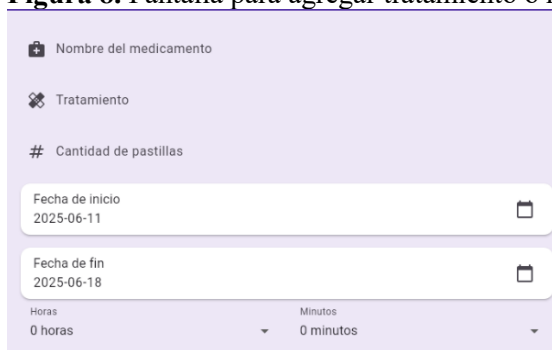 Figura 8. Pantalla para agregar tratamiento o
Nombre del medicamento
Tratamiento
# Cantidad de pastillas
Fecha de inicio
2025-06-11
Fecha de fin
2025-06-18
Horas Minutos
0 horas 0 minutos